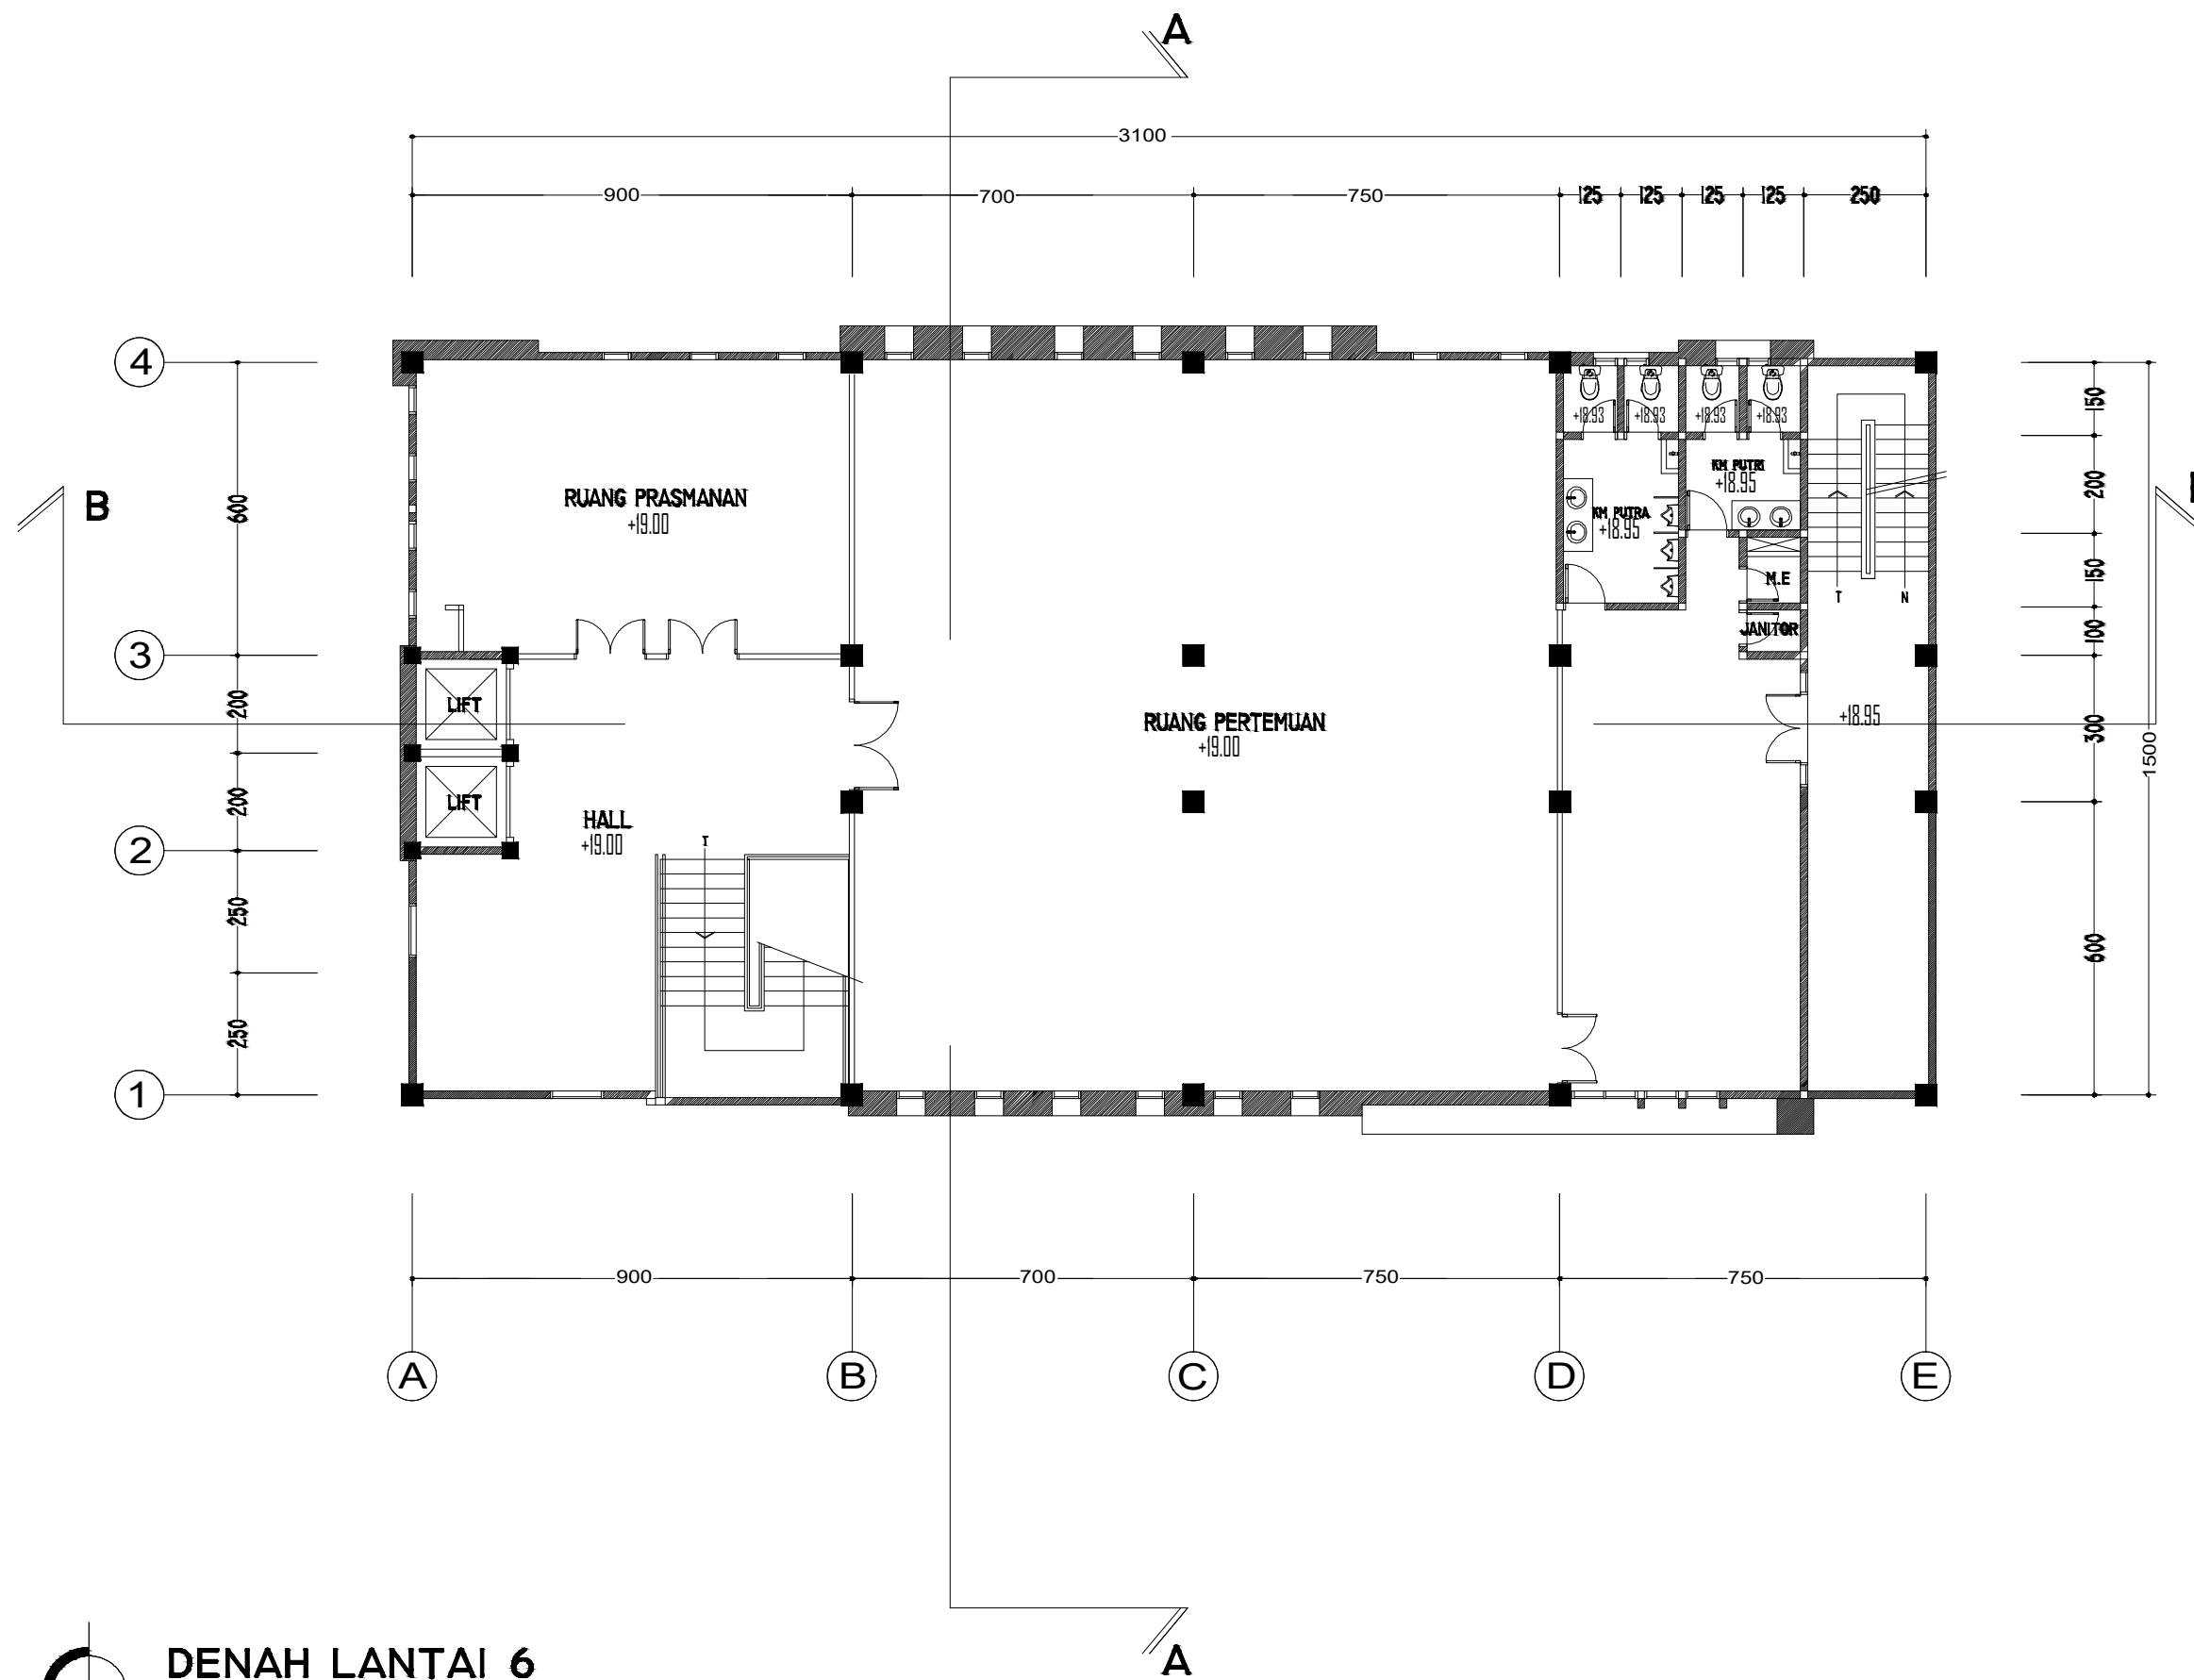 A
3100
900 700 750 125 125 125 125 250
4
+18.93 +18.93 +18.93 +18.93
150
B
RUANG PRASMANAN
+19.00
600
KM PUTRI
+18.95
200
KM PUTRA
+18.95
M.E
150
T N
JANITOR
100
3
LIFT
200
RUANG PERTEMUAN
+19.00
+18.95
300
1500
LIFT
200
HALL
+19.00
2
T
250
600
250
1
900 700 750 750
A B C D E
A
DENAH LANTAI 6